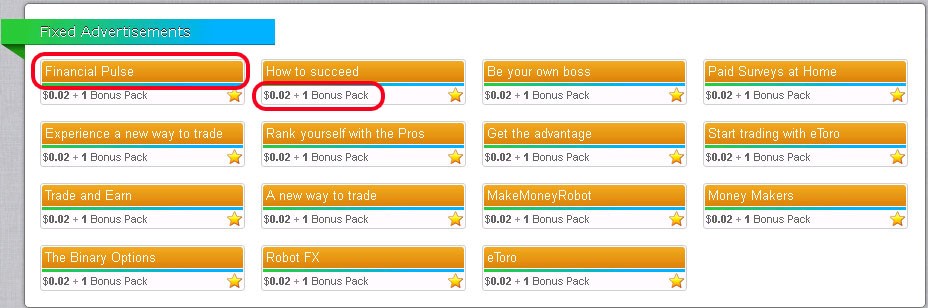 Fixed Advertisements
Financial Pulse
$0.02 + 1 Bonus Pack
How to succeed
$0.02 + 1 Bonus Pack
Be your own boss
$0.02 + 1 Bonus Pack
Paid Surveys at Home
$0.02 + 1 Bonus Pack
Experience a new way to trade
$0.02 + 1 Bonus Pack
Rank yourself with the Pros
$0.02 + 1 Bonus Pack
Get the advantage
$0.02 + 1 Bonus Pack
Start trading with eToro
$0.02 + 1 Bonus Pack
Trade and Earn
$0.02 + 1 Bonus Pack
A new way to trade
$0.02 + 1 Bonus Pack
MakeMoneyRobot
$0.02 + 1 Bonus Pack
Money Makers
$0.02 + 1 Bonus Pack
The Binary Options
$0.02 + 1 Bonus Pack
Robot FX
$0.02 + 1 Bonus Pack
eToro
$0.02 + 1 Bonus Pack